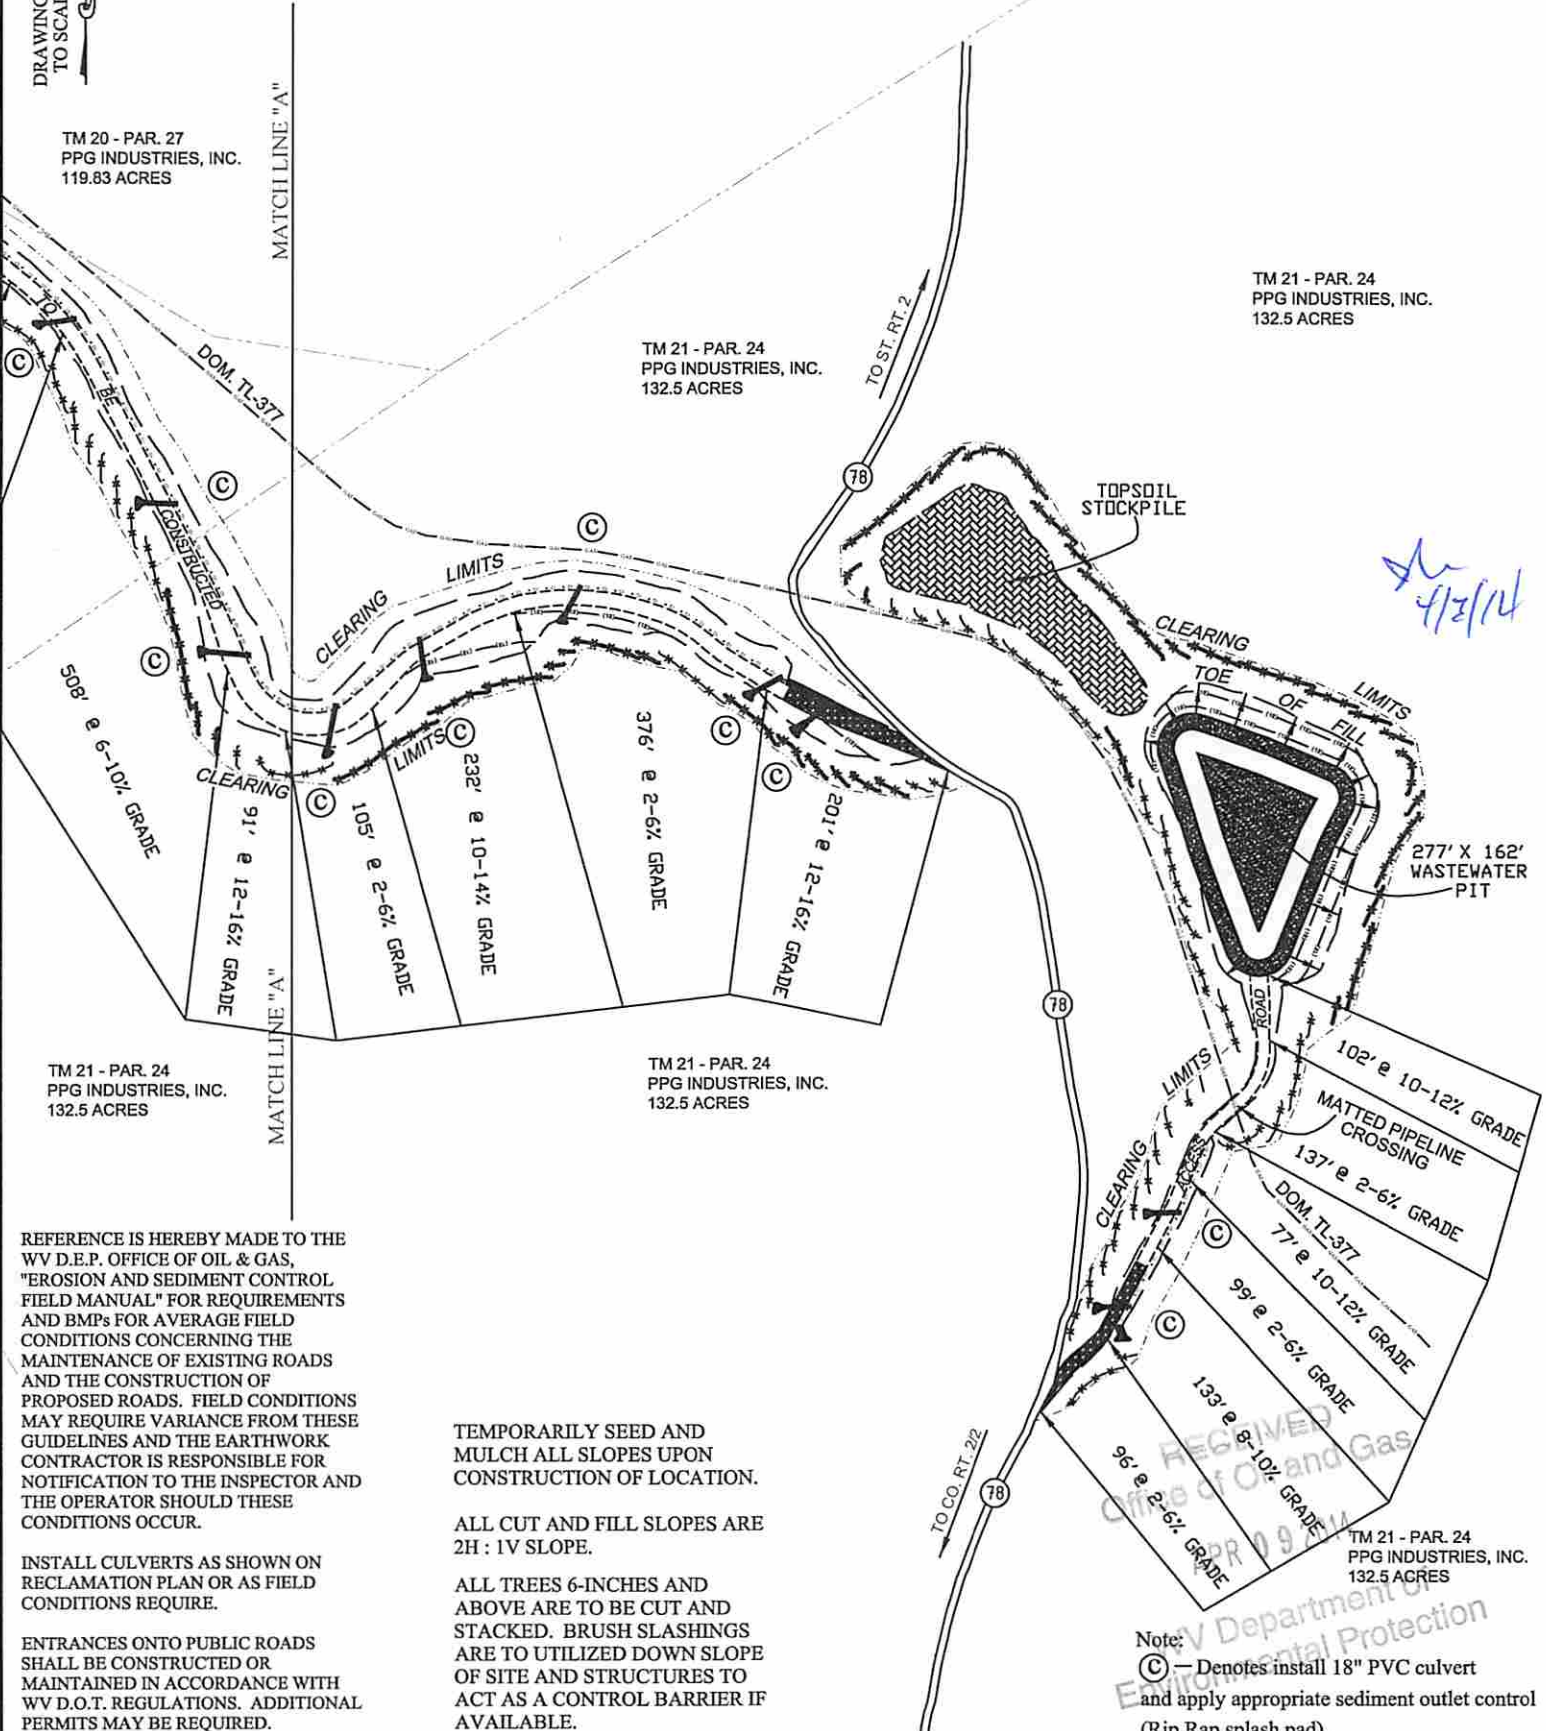 DRAWING
TO SCAL
TM 20 - PAR. 27
PPG INDUSTRIES, INC.
119.83 ACRES
MATCH LINE "A"
TM 21 - PAR. 24
PPG INDUSTRIES, INC.
132.5 ACRES
TO ST. RT. 2
TM 21 - PAR. 24
PPG INDUSTRIES, INC.
132.5 ACRES
DOM. TL-377
C
TO BE CONSTRUCTED
C
C
C
78
TOPSOIL
STOCKPILE
4/7/14
CLEARING LIMITS
CLEARING LIMITS
TOE OF FILL
277' X 162'
WASTEWATER
PIT
CLEARING LIMITS
C
C
C
C
508' @ 6-10% GRADE
91' @ 12-16% GRADE
105' @ 2-6% GRADE
232' @ 10-14% GRADE
376' @ 2-6% GRADE
201' @ 12-16% GRADE
78
TM 21 - PAR. 24
PPG INDUSTRIES, INC.
132.5 ACRES
MATCH LINE "A"
TM 21 - PAR. 24
PPG INDUSTRIES, INC.
132.5 ACRES
ACCESS ROAD
CLEARING LIMITS
102' @ 10-12% GRADE
MATTED PIPELINE
CROSSING
137' @ 2-6% GRADE
DOM. TL-377
77' @ 10-12% GRADE
C
99' @ 2-6% GRADE
C
133' @ 8-10% GRADE
96' @ 2-6% GRADE
TO CO. RT. 2/2
78
REFERENCE IS HEREBY MADE TO THE
WV D.E.P. OFFICE OF OIL & GAS,
"EROSION AND SEDIMENT CONTROL
FIELD MANUAL" FOR REQUIREMENTS
AND BMPs FOR AVERAGE FIELD
CONDITIONS CONCERNING THE
MAINTENANCE OF EXISTING ROADS
AND THE CONSTRUCTION OF
PROPOSED ROADS. FIELD CONDITIONS
MAY REQUIRE VARIANCE FROM THESE
GUIDELINES AND THE EARTHWORK
CONTRACTOR IS RESPONSIBLE FOR
NOTIFICATION TO THE INSPECTOR AND
THE OPERATOR SHOULD THESE
CONDITIONS OCCUR.
INSTALL CULVERTS AS SHOWN ON
RECLAMATION PLAN OR AS FIELD
CONDITIONS REQUIRE.
ENTRANCES ONTO PUBLIC ROADS
SHALL BE CONSTRUCTED OR
MAINTAINED IN ACCORDANCE WITH
WV D.O.T. REGULATIONS. ADDITIONAL
PERMITS MAY BE REQUIRED.
TEMPORARILY SEED AND
MULCH ALL SLOPES UPON
CONSTRUCTION OF LOCATION.
ALL CUT AND FILL SLOPES ARE
2H : 1V SLOPE.
ALL TREES 6-INCHES AND
ABOVE ARE TO BE CUT AND
STACKED. BRUSH SLASHINGS
ARE TO UTILIZED DOWN SLOPE
OF SITE AND STRUCTURES TO
ACT AS A CONTROL BARRIER IF
AVAILABLE.
RECEIVED
Office of Oil and Gas
APR 09 2014
WV Department of
Environmental Protection
TM 21 - PAR. 24
PPG INDUSTRIES, INC.
132.5 ACRES
Note:
C — Denotes install 18" PVC culvert
and apply appropriate sediment outlet control
(Rip Rap splash pad)